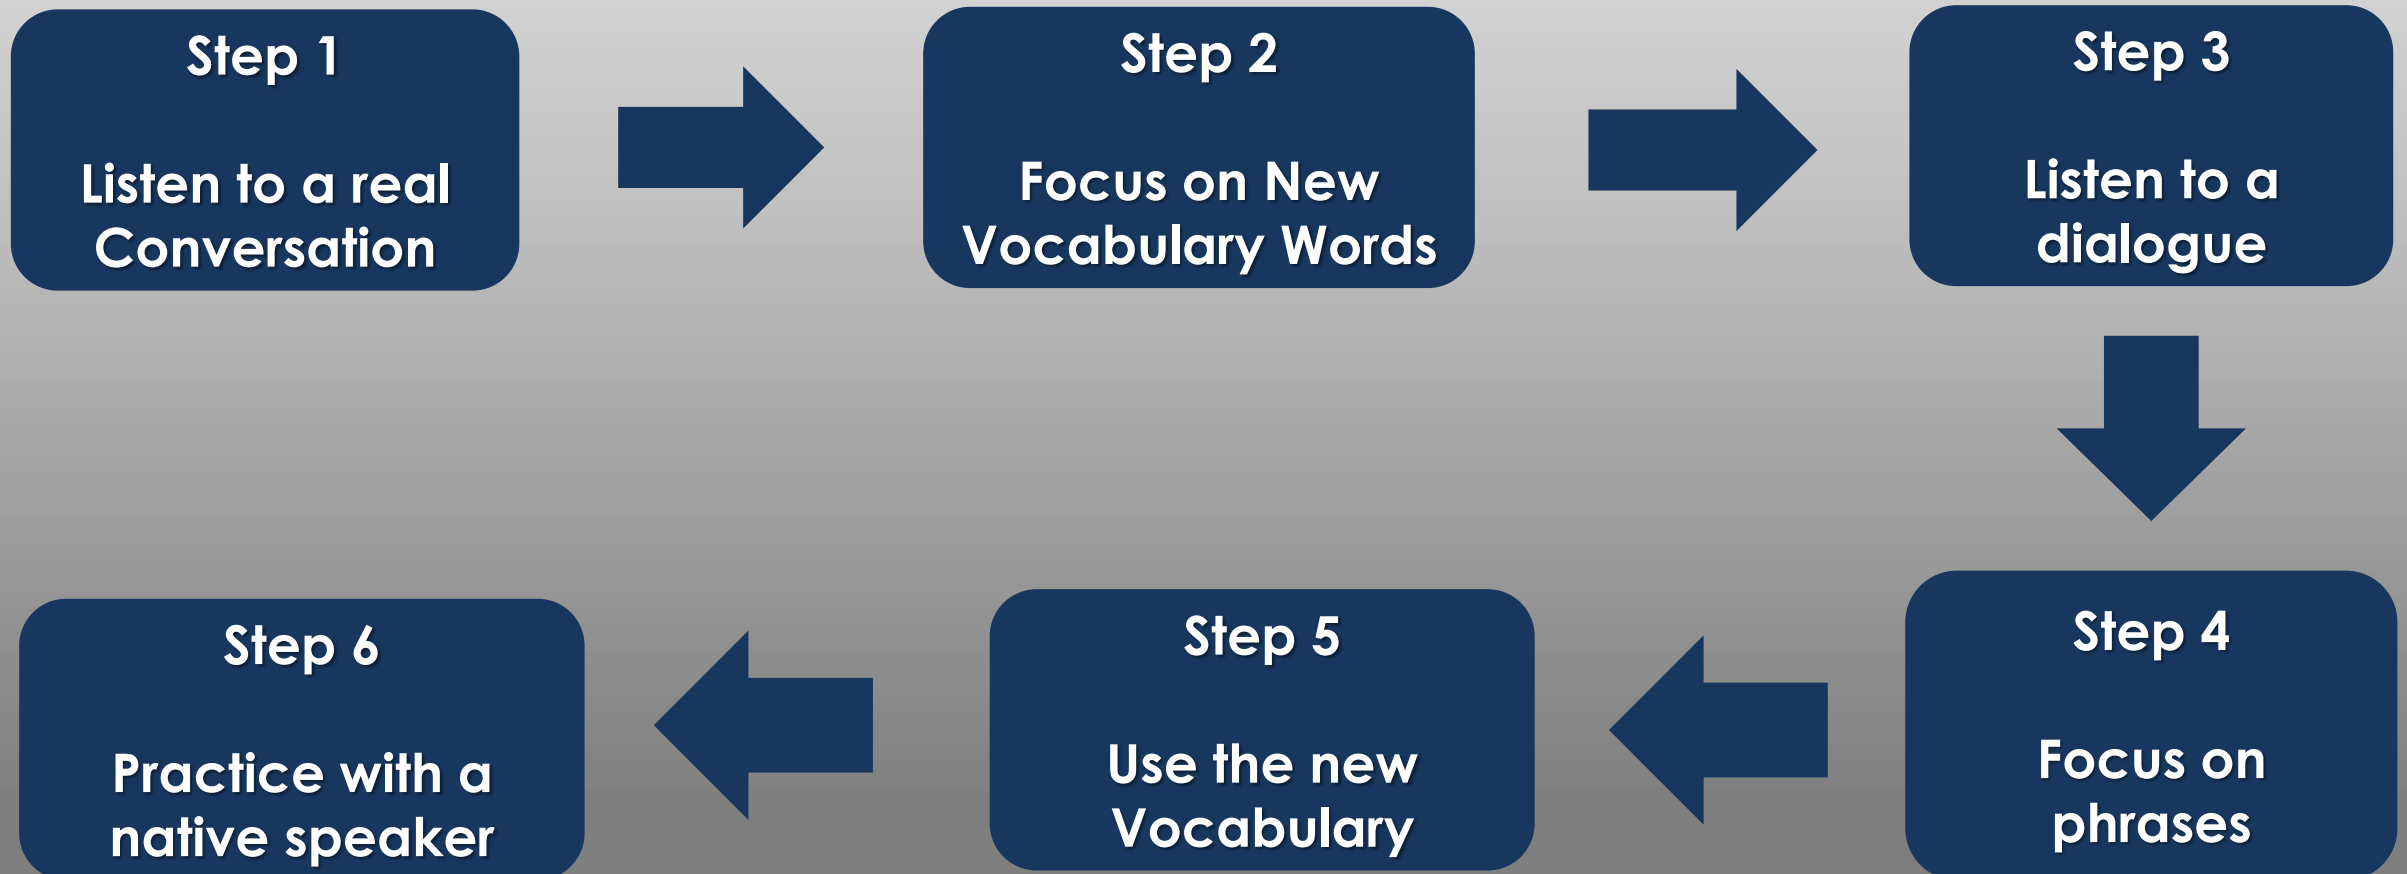 Step 1
Listen to a real
Conversation
Step 2
Focus on New
Vocabulary Words
Step 3
Listen to a
dialogue
Step 4
Focus on
phrases
Step 5
Use the new
Vocabulary
Step 6
Practice with a
native speaker